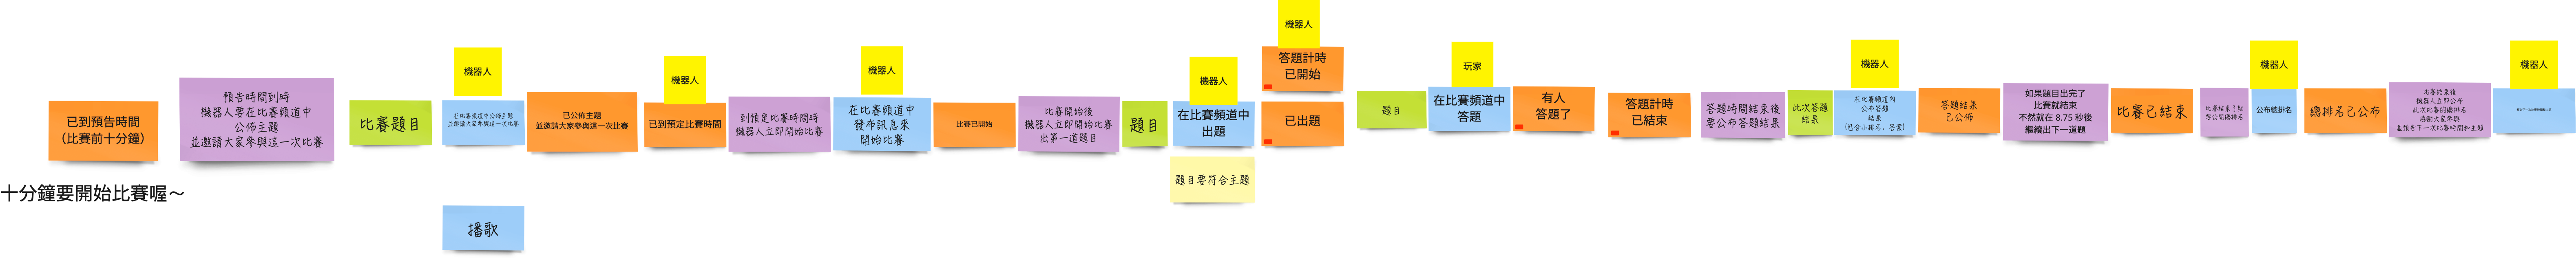 已到預告時間
（比賽前十分鐘）
十分鐘要開始比賽喔～
預告時間到時
機器人要在比賽頻道中
公佈主題
並邀請大家參與這一次比賽
比賽題目
機器人
在比賽頻道中公佈主題
並邀請大家參與這一次比賽
播歌
已公佈主題
並邀請大家參與這一次比賽
機器人
已到預定比賽時間
到預定比賽時間時
機器人立即開始比賽
機器人
在比賽頻道中
發布訊息來
開始比賽
比賽已開始
比賽開始後
機器人立即開始比賽
出第一道題目
題目
機器人
在比賽頻道中
出題
題目要符合主題
機器人
答題計時
已開始
已出題
題目
玩家
在比賽頻道中
答題
有人
答題了
答題計時
已結束
答題時間結束後
要公布答題結果
此次答題
結果
機器人
在比賽頻道內
公布答題
結果
(包含小排名、答案)
答題結果
已公佈
如果題目出完了
比賽就結束
不然就在 8.75 秒後
繼續出下一道題
比賽已結束
比賽結束了就
要公開總排名
機器人
公布總排名
總排名已公布
比賽結束後
機器人立即公布
此次比賽的總排名
感謝大家參與
並預告下一次比賽時間和主題
機器人